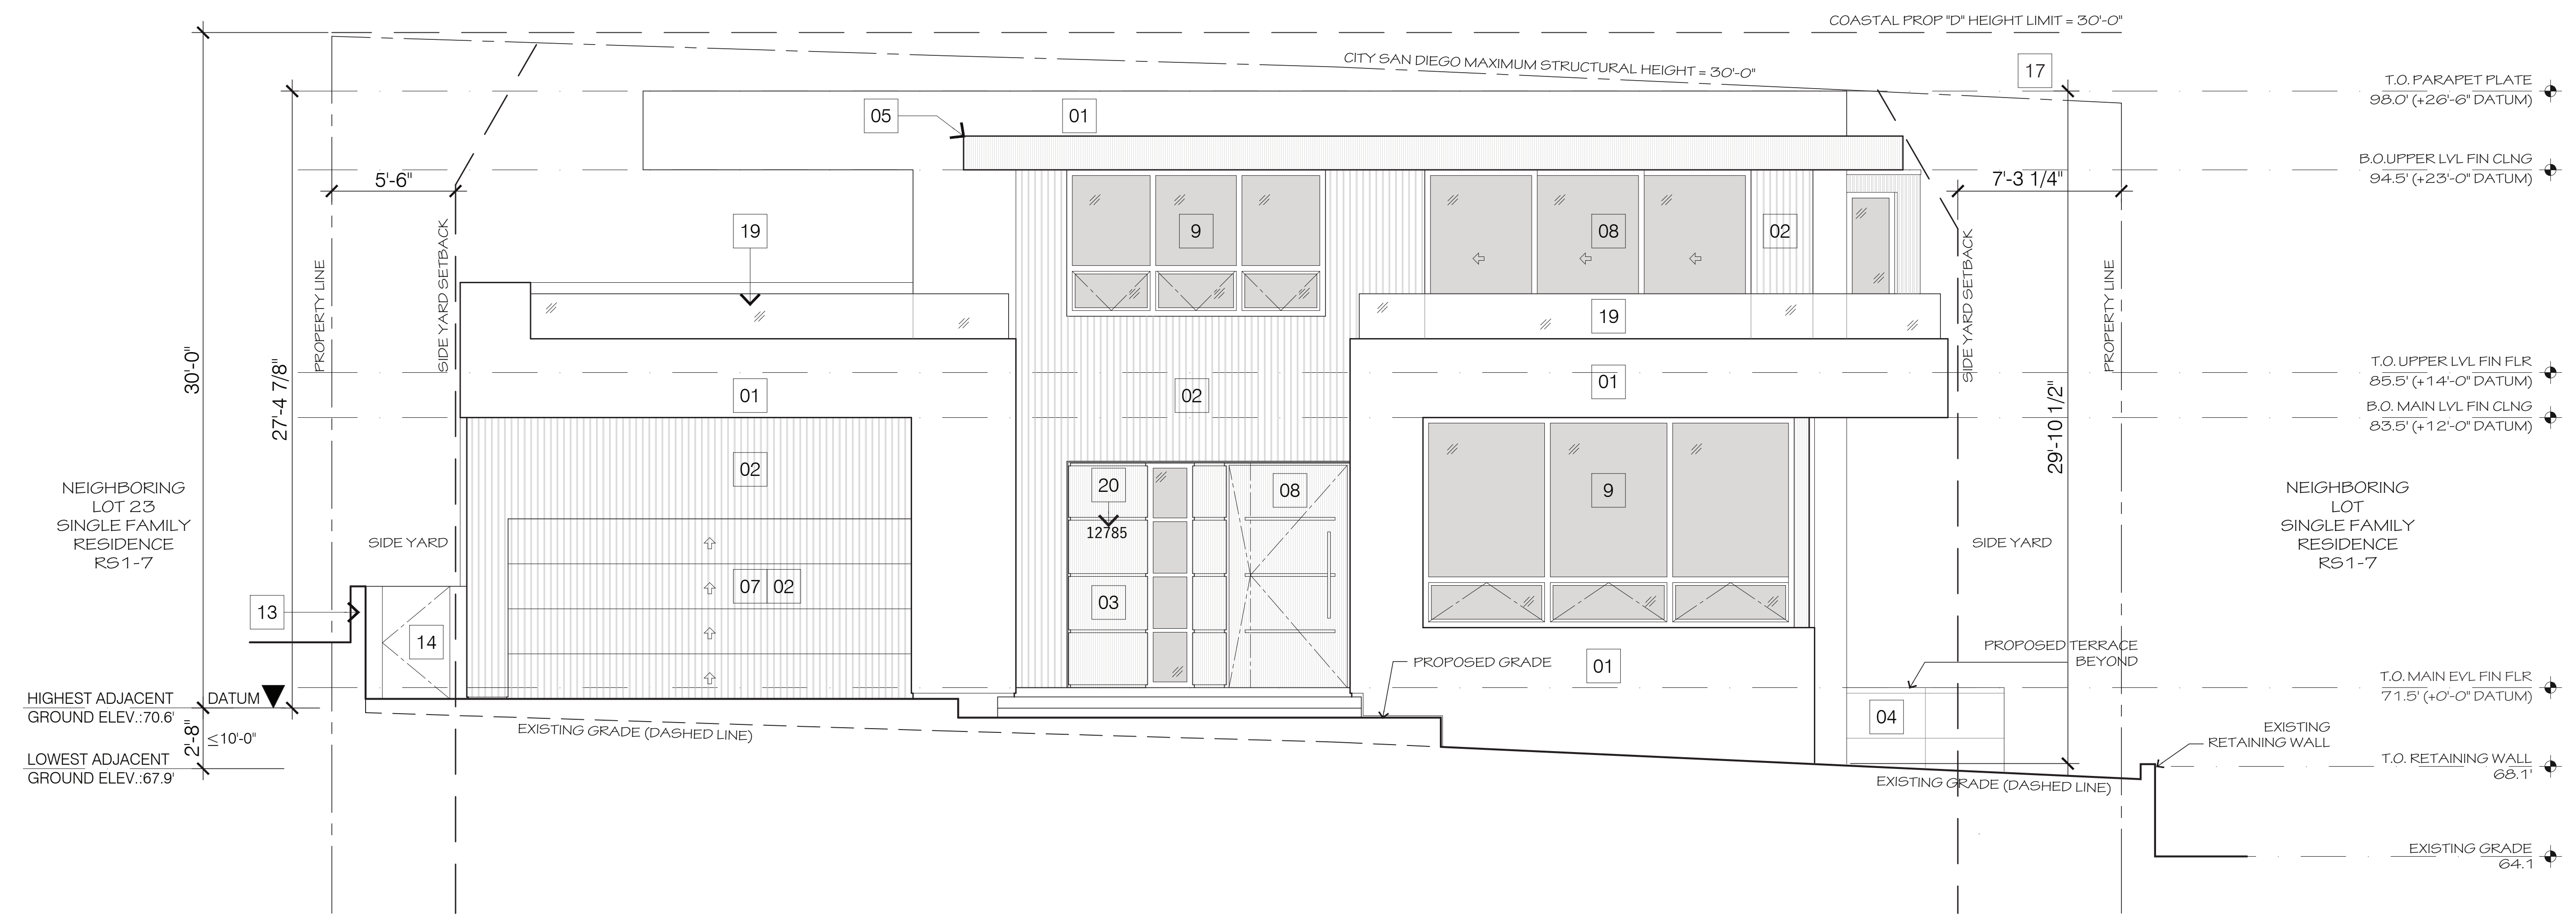 COASTAL PROP "D" HEIGHT LIMIT = 30'-0"
CITY SAN DIEGO MAXIMUM STRUCTURAL HEIGHT = 30'-0"
17
T.O. PARAPET PLATE
98.0' (+26'-6" DATUM)
05
01
B.O.UPPER LVL FIN CLNG
94.5' (+23'-0" DATUM)
5'-6"
7'-3 1/4"
19
9
08
02
PROPERTY LINE
SIDE YARD SETBACK
SIDE YARD SETBACK
PROPERTY LINE
19
30'-0"
27'-4 7/8"
29'-10 1/2"
T.O. UPPER LVL FIN FLR
85.5' (+14'-0" DATUM)
01
02
01
B.O. MAIN LVL FIN CLNG
83.5' (+12'-0" DATUM)
02
20
08
9
NEIGHBORING
LOT 23
SINGLE FAMILY
RESIDENCE
RS1-7
NEIGHBORING
LOT
SINGLE FAMILY
RESIDENCE
RS1-7
12785
SIDE YARD
SIDE YARD
07 02
03
13
14
PROPOSED GRADE
01
PROPOSED TERRACE
BEYOND
T.O. MAIN EVL FIN FLR
71.5' (+0'-0" DATUM)
HIGHEST ADJACENT
GROUND ELEV.:70.6'
DATUM
04
2'-8"
≤10'-0"
EXISTING GRADE (DASHED LINE)
EXISTING
RETAINING WALL
LOWEST ADJACENT
GROUND ELEV.:67.9'
T.O. RETAINING WALL
68.1'
EXISTING GRADE (DASHED LINE)
EXISTING GRADE
64.1